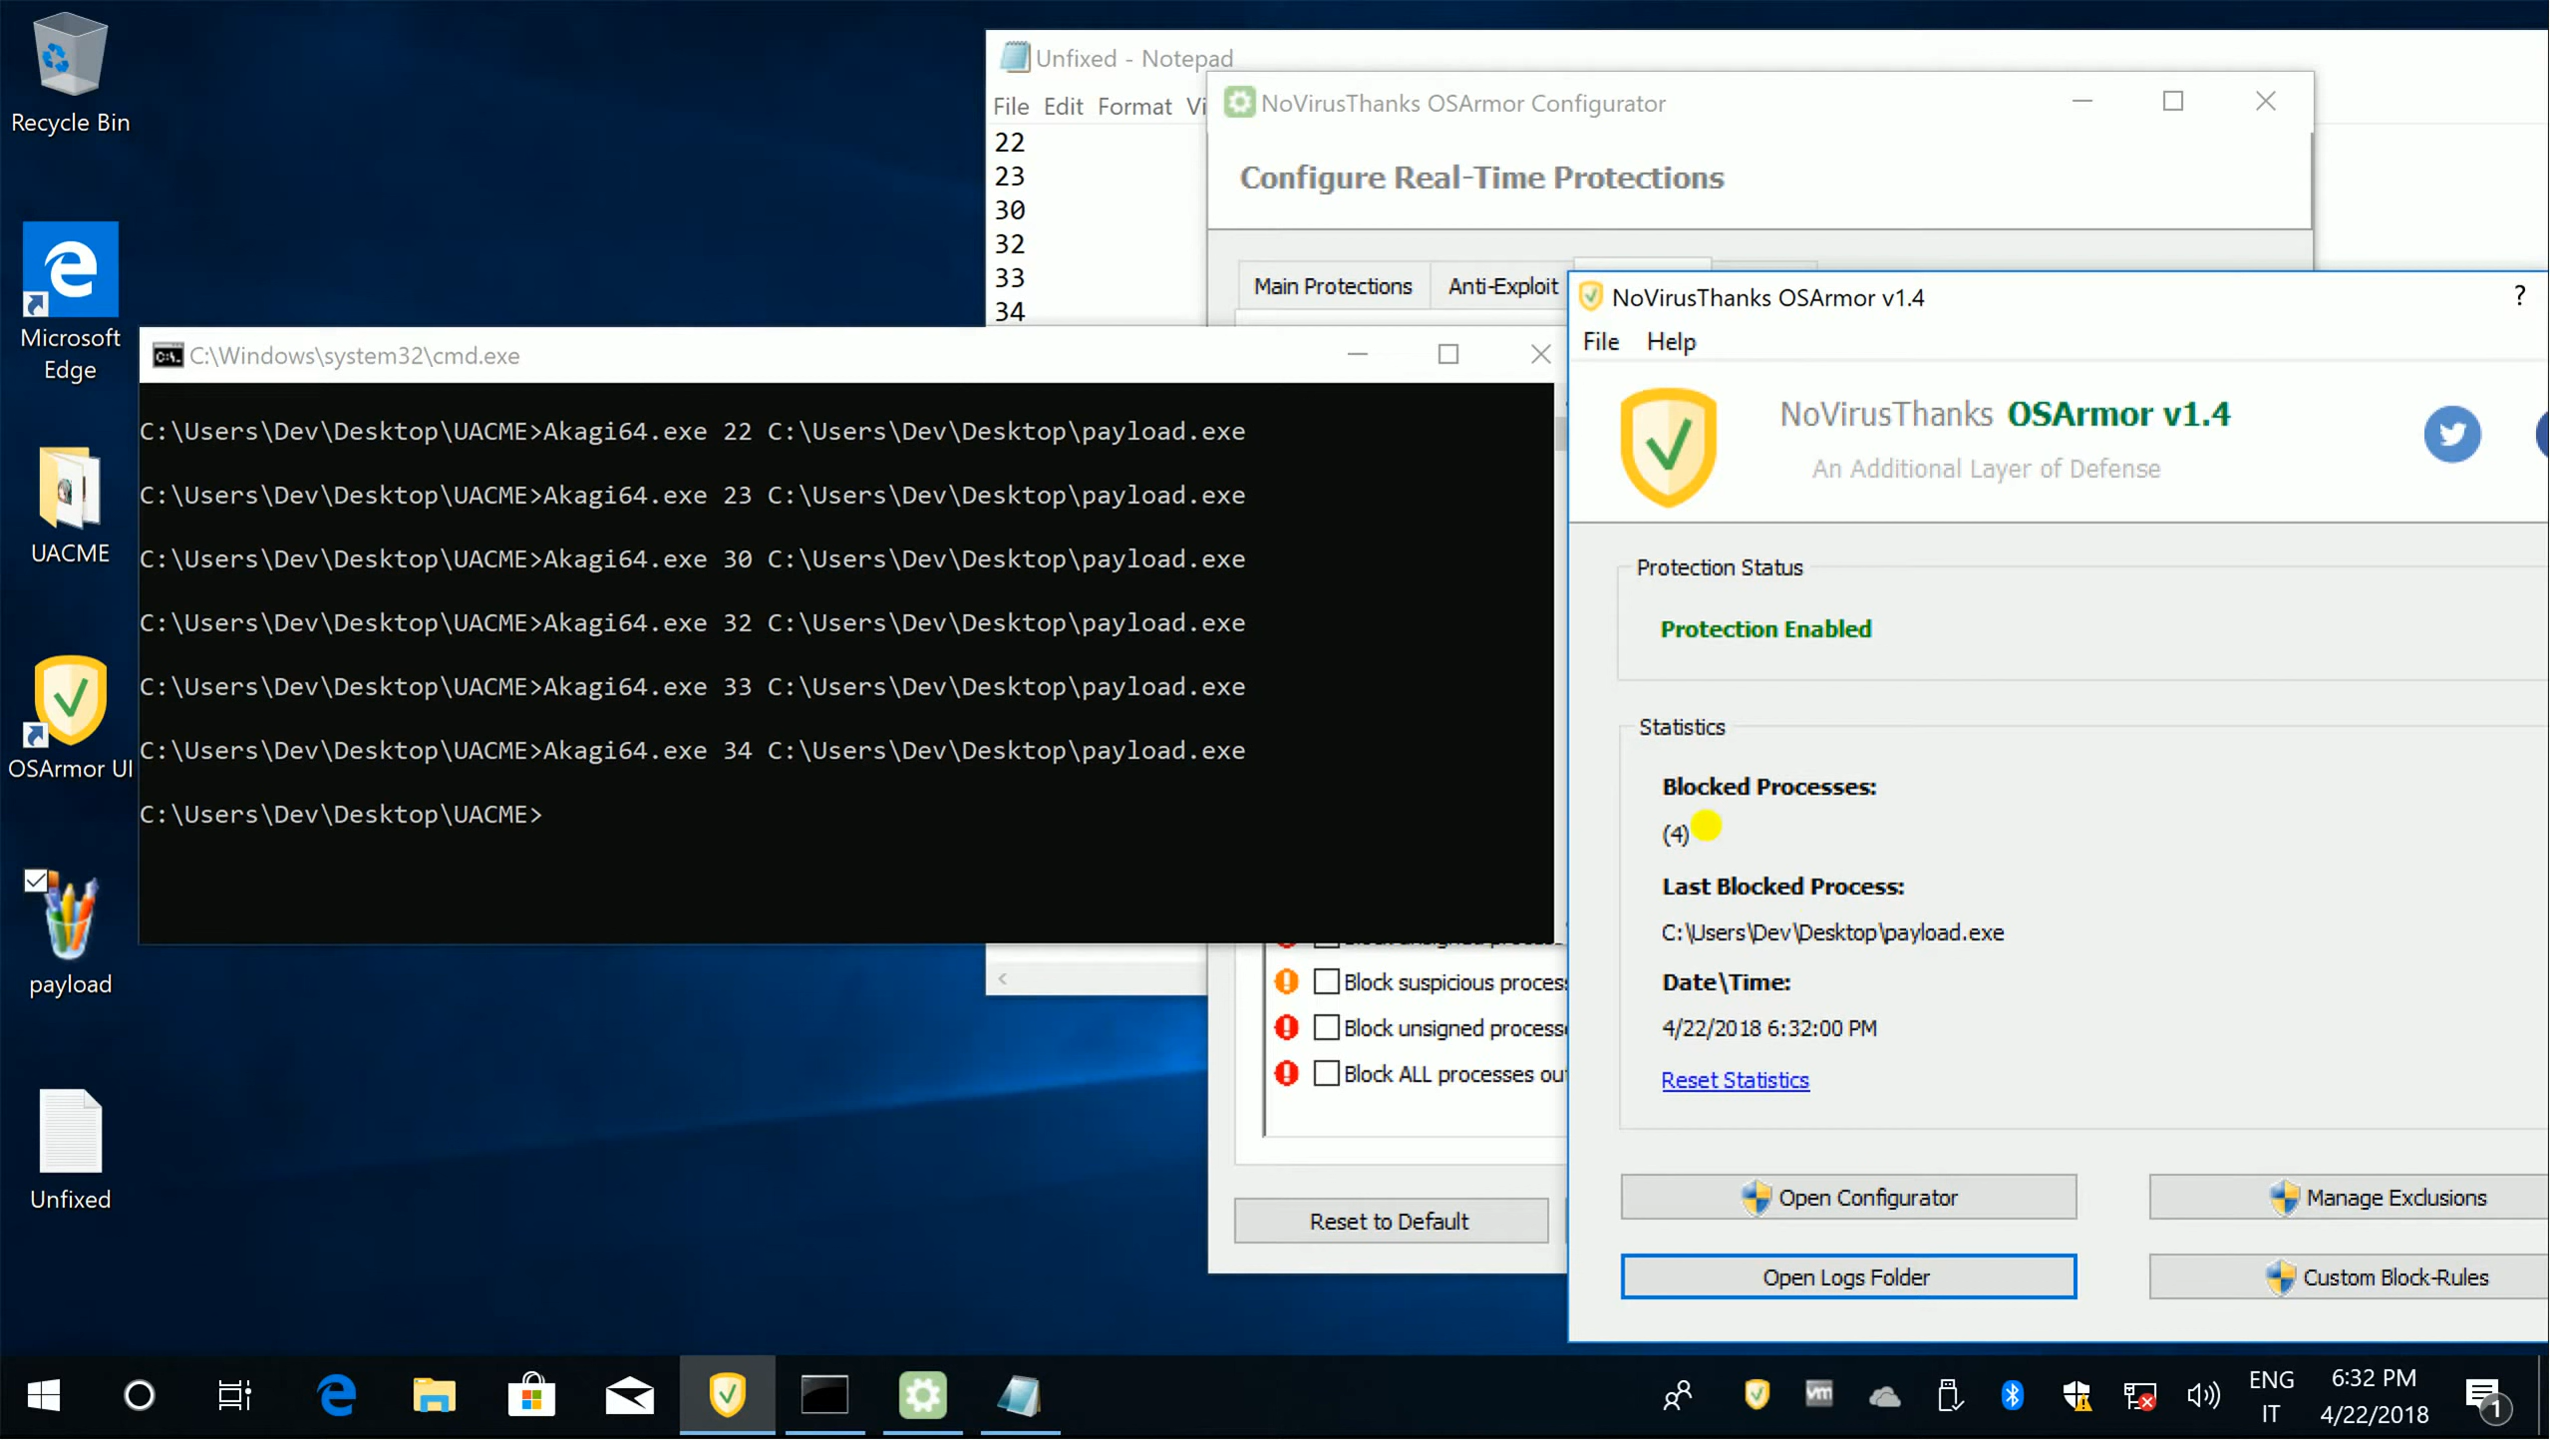 Recycle Bin
Microsoft
Edge
UACME
OSArmor UI
payload
Unfixed
Unfixed - Notepad
File Edit Format Vi
22
23
30
32
33
34
NoVirusThanks OSArmor Configurator
Configure Real-Time Protections
Main Protections
Anti-Exploit
C:\Windows\system32\cmd.exe
C:\Users\Dev\Desktop\UACME>Akagi64.exe 22 C:\Users\Dev\Desktop\payload.exe
C:\Users\Dev\Desktop\UACME>Akagi64.exe 23 C:\Users\Dev\Desktop\payload.exe
C:\Users\Dev\Desktop\UACME>Akagi64.exe 30 C:\Users\Dev\Desktop\payload.exe
C:\Users\Dev\Desktop\UACME>Akagi64.exe 32 C:\Users\Dev\Desktop\payload.exe
C:\Users\Dev\Desktop\UACME>Akagi64.exe 33 C:\Users\Dev\Desktop\payload.exe
C:\Users\Dev\Desktop\UACME>Akagi64.exe 34 C:\Users\Dev\Desktop\payload.exe
C:\Users\Dev\Desktop\UACME>
Block suspicious process
Block unsigned process
Block ALL processes ou
Reset to Default
NoVirusThanks OSArmor v1.4
?
File Help
NoVirusThanks OSArmor v1.4
An Additional Layer of Defense
Protection Status
Protection Enabled
Statistics
Blocked Processes:
(4)
Last Blocked Process:
C:\Users\Dev\Desktop\payload.exe
Date\Time:
4/22/2018 6:32:00 PM
Reset Statistics
Open Configurator
Manage Exclusions
Open Logs Folder
Custom Block-Rules
vm
ENG
IT
6:32 PM
4/22/2018
1